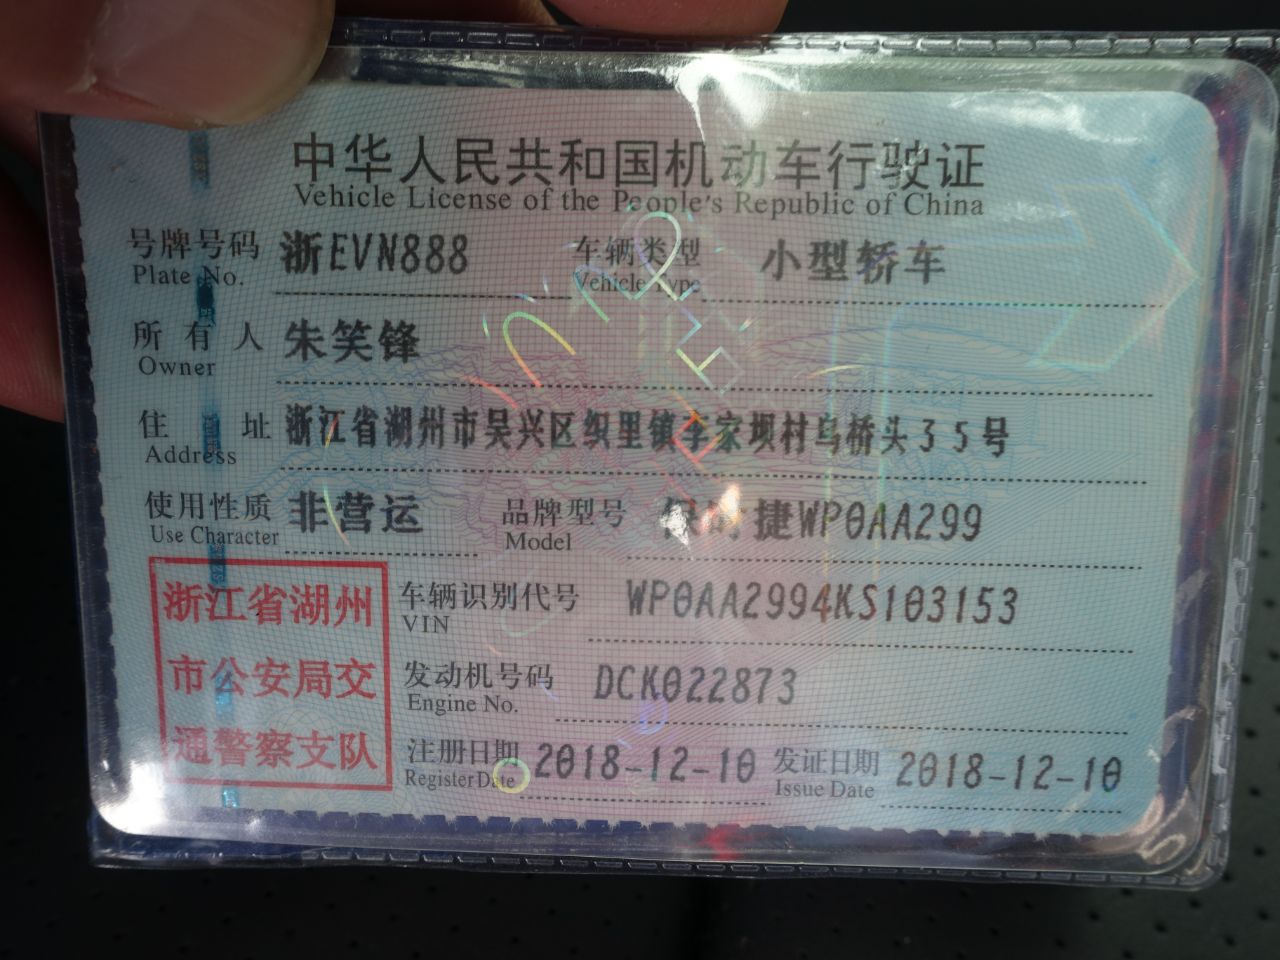 中华人民共和国机动车行驶证
Vehicle License of the People's Republic of China
号牌号码 浙EVN888 车辆类型 小型轿车
Plate No. Vehicle Type
所有人 朱笑锋
Owner
住址 浙江省湖州市吴兴区织里镇李家坝村乌桥头35号
Address
使用性质 非营运 品牌型号 保时捷WP0AA299
Use Character Model
浙江省湖州
市公安局交
通警察支队
车辆识别代号 WP0AA2994KS103153
VIN
发动机号码 DCK022873
Engine No.
注册日期 2018-12-10 发证日期 2018-12-10
Register Date Issue Date